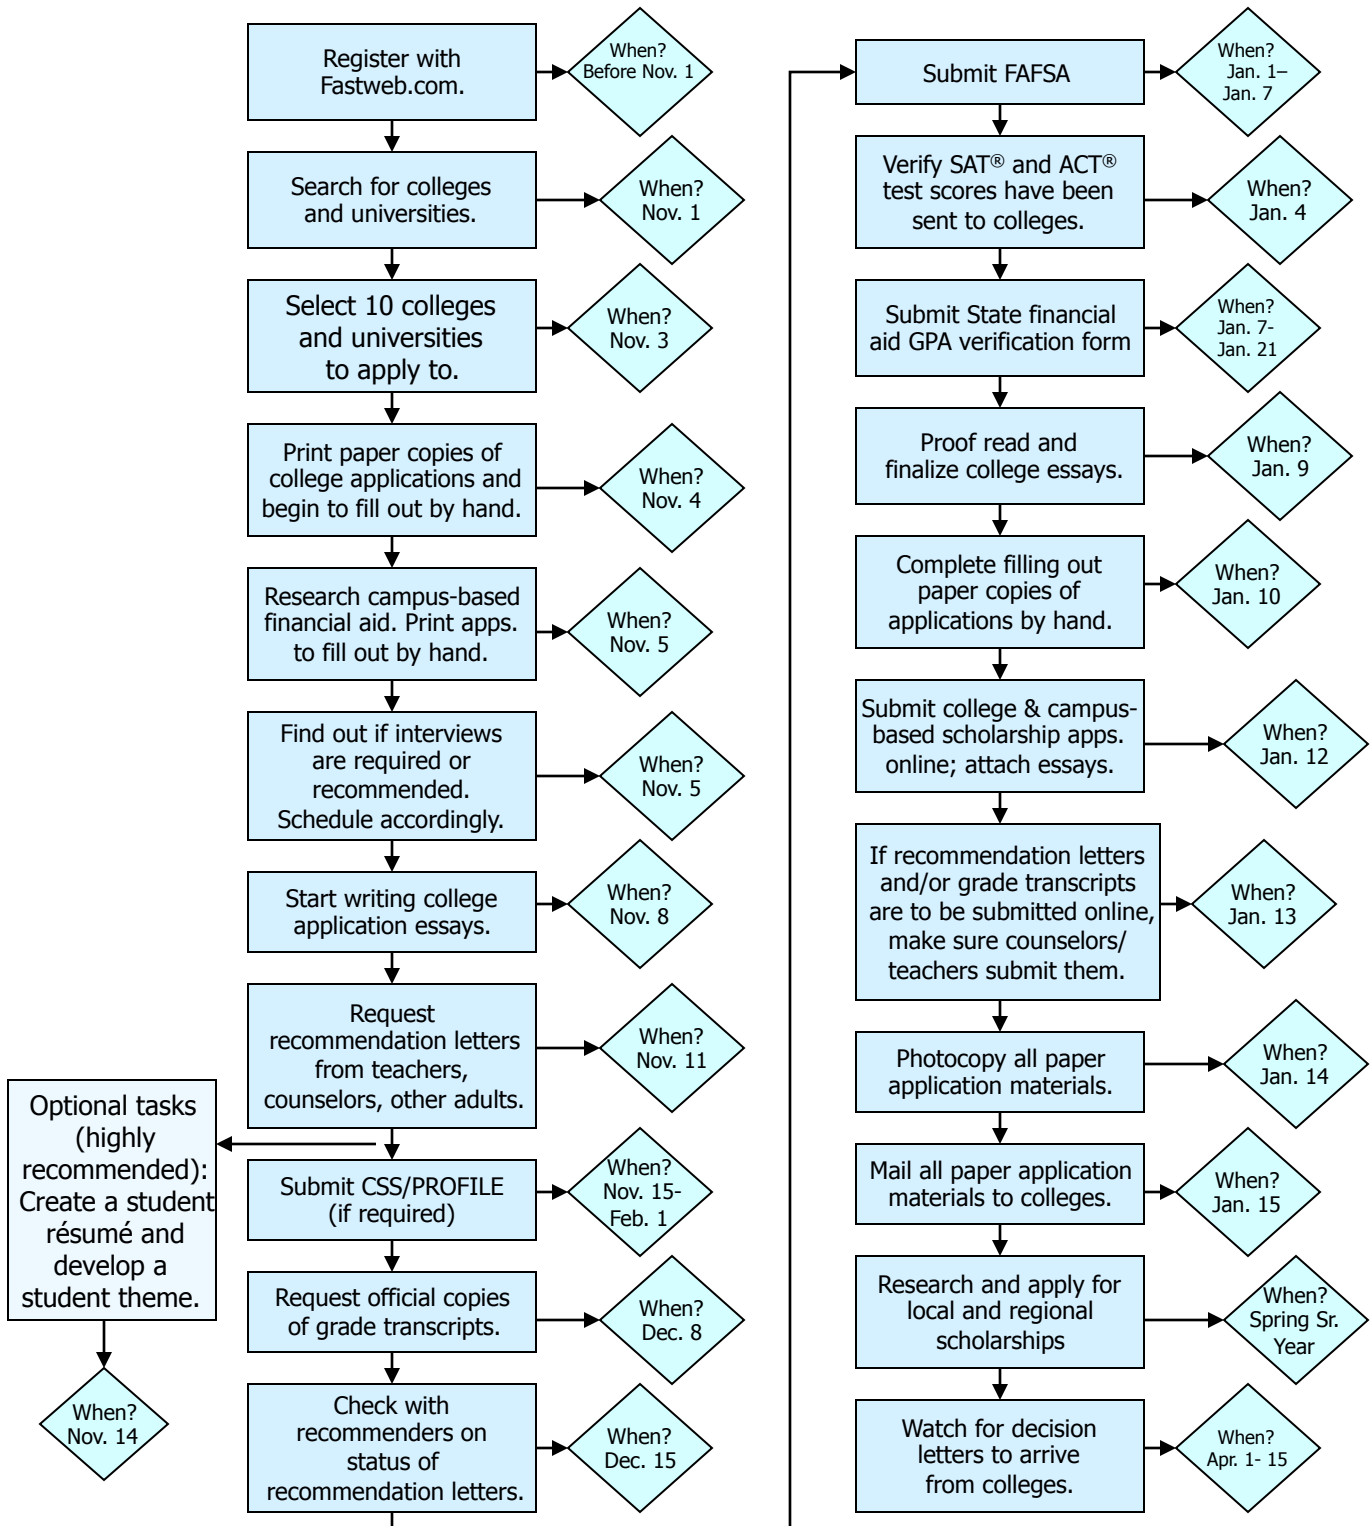 Register with
Fastweb.com.
When?
Before Nov. 1
Search for colleges
and universities.
When?
Nov. 1
Select 10 colleges
and universities
to apply to.
When?
Nov. 3
Print paper copies of
college applications and
begin to fill out by hand.
When?
Nov. 4
Research campus-based
financial aid. Print apps.
to fill out by hand.
When?
Nov. 5
Find out if interviews
are required or
recommended.
Schedule accordingly.
When?
Nov. 5
Start writing college
application essays.
When?
Nov. 8
Request
recommendation letters
from teachers,
counselors, other adults.
When?
Nov. 11
Optional tasks
(highly
recommended):
Create a student
résumé and
develop a
student theme.
When?
Nov. 14
Submit CSS/PROFILE
(if required)
When?
Nov. 15-
Feb. 1
Request official copies
of grade transcripts.
When?
Dec. 8
Check with
recommenders on
status of
recommendation letters.
When?
Dec. 15
Submit FAFSA
When?
Jan. 1–
Jan. 7
Verify SAT® and ACT®
test scores have been
sent to colleges.
When?
Jan. 4
Submit State financial
aid GPA verification form
When?
Jan. 7-
Jan. 21
Proof read and
finalize college essays.
When?
Jan. 9
Complete filling out
paper copies of
applications by hand.
When?
Jan. 10
Submit college & campus-
based scholarship apps.
online; attach essays.
When?
Jan. 12
If recommendation letters
and/or grade transcripts
are to be submitted online,
make sure counselors/
teachers submit them.
When?
Jan. 13
Photocopy all paper
application materials.
When?
Jan. 14
Mail all paper application
materials to colleges.
When?
Jan. 15
Research and apply for
local and regional
scholarships
When?
Spring Sr.
Year
Watch for decision
letters to arrive
from colleges.
When?
Apr. 1- 15